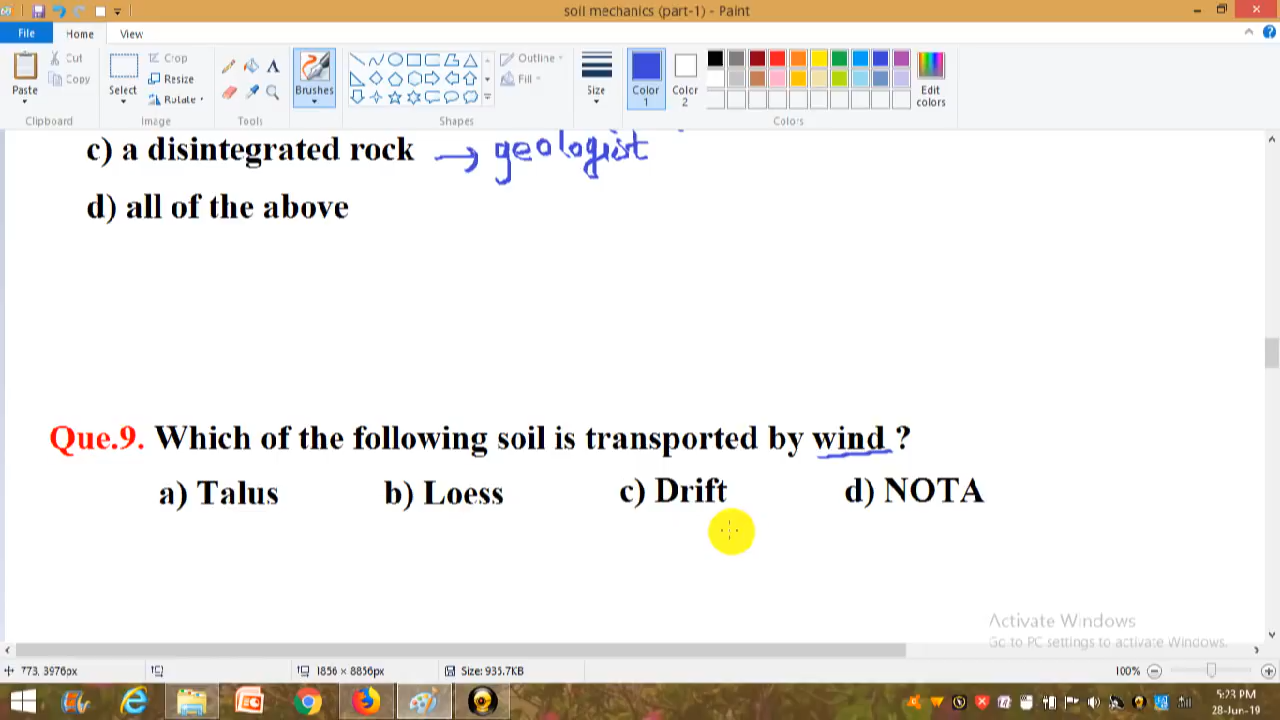 soil mechanics (part-1) - Paint
File Home View
Paste
Cut
Copy
Clipboard
Select
Crop
Resize
Rotate
Image
Tools
Brushes
Outline
Fill
Shapes
Size
Color 1
Color 2
Edit colors
Colors
c) a disintegrated rock → geologist
d) all of the above
Que.9. Which of the following soil is transported by wind ?
a) Talus b) Loess c) Drift d) NOTA
Activate Windows
Go to PC settings to activate Windows.
773, 3976px 1856 × 8856px Size: 935.7KB 100%
5:23 PM
28-Jun-19